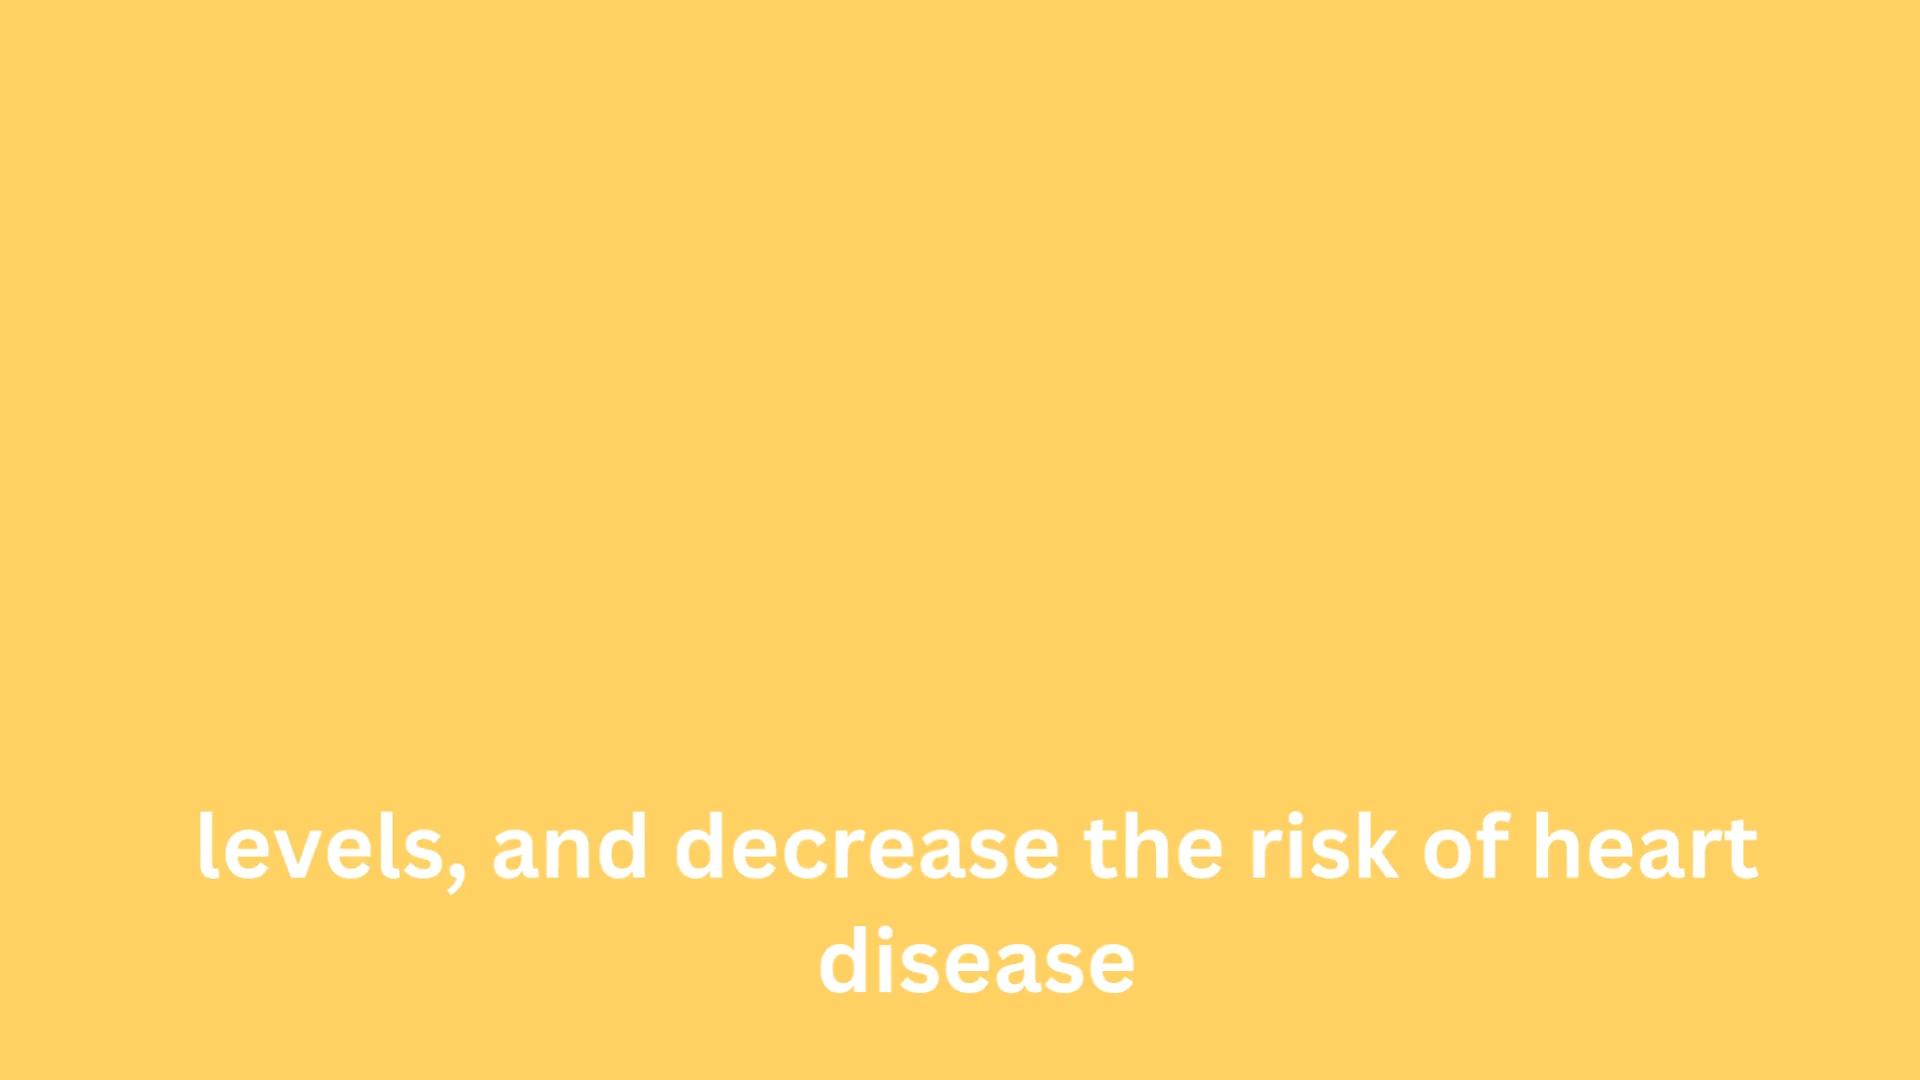 levels, and decrease the risk of heart
disease